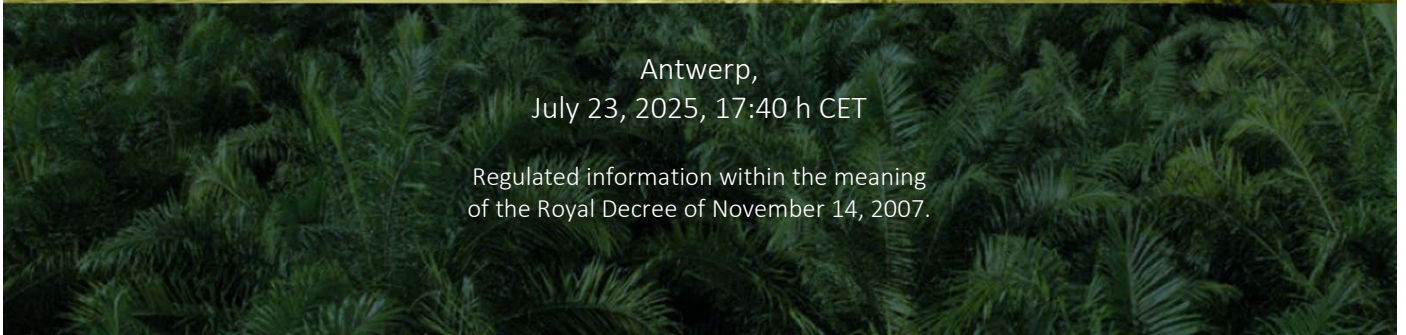 Antwerp,
July 23, 2025, 17:40 h CET
Regulated information within the meaning
of the Royal Decree of November 14, 2007.